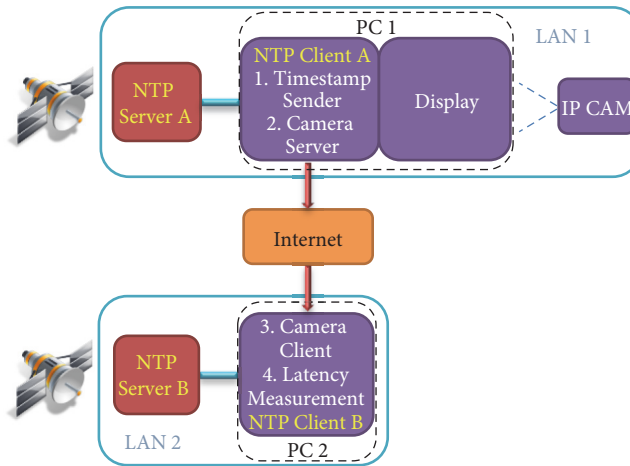 PC 1
LAN 1
NTP
Server A
NTP Client A
1. Timestamp
Sender
2. Camera
Server
Display
IP CAM
Internet
NTP
Server B
3. Camera
Client
4. Latency
Measurement
NTP Client B
LAN 2
PC 2